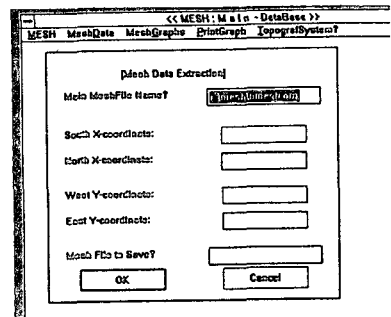 << MESH : Main - DataBase >>
MESH MeshData MeshGraphs PrintGraph TopografSystem?
[Mesh Data Extraction]
Main MeshFile Name?
South X-coordinate:
North X-coordinate:
West Y-coordinate:
East Y-coordinate:
Mesh File to Save?
OK Cancel